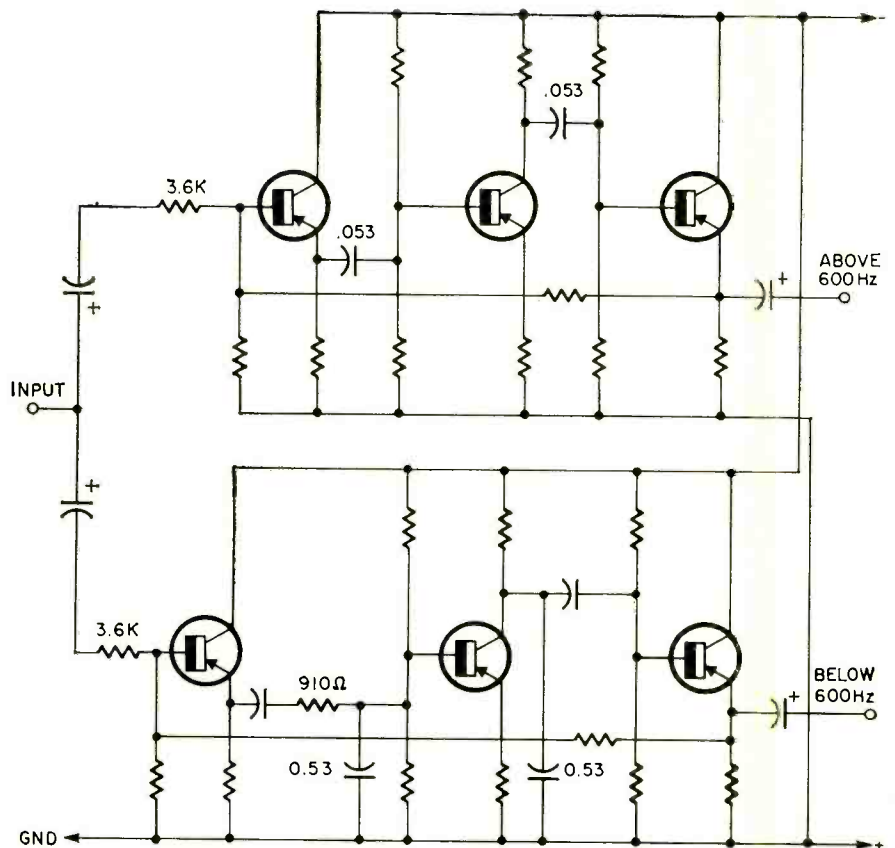 3.6K
.053
.053
+
-
ABOVE
600Hz
+
INPUT
+
3.6K
910Ω
0.53
0.53
BELOW
600Hz
+
GND
+